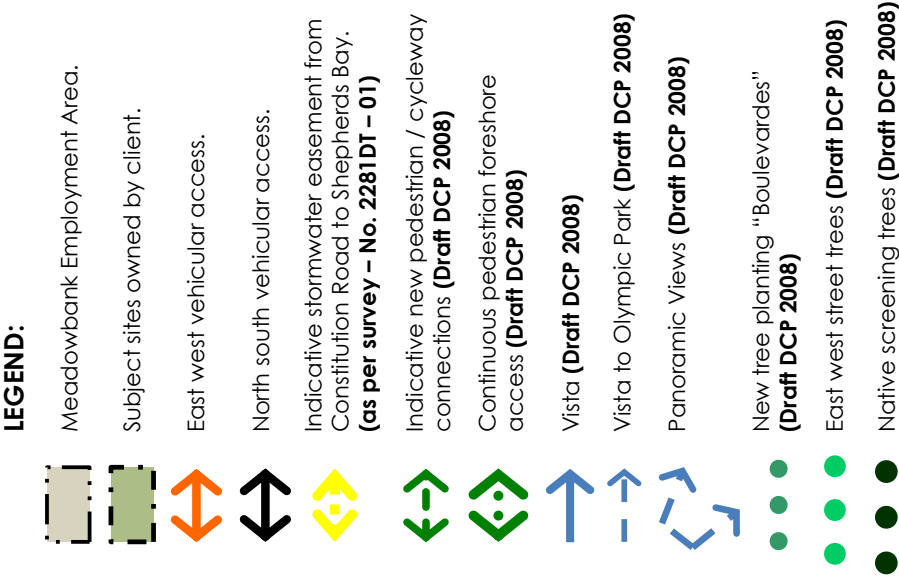 LEGEND:
Meadowbank Employment Area.
Subject sites owned by client.
East west vehicular access.
North south vehicular access.
Indicative stormwater easement from
Constitution Road to Shepherds Bay.
(as per survey – No. 2281DT – 01)
Indicative new pedestrian / cycleway
connections (Draft DCP 2008)
Continuous pedestrian foreshore
access (Draft DCP 2008)
Vista (Draft DCP 2008)
Vista to Olympic Park (Draft DCP 2008)
Panoramic Views (Draft DCP 2008)
New tree planting “Boulevardes”
(Draft DCP 2008)
East west street trees (Draft DCP 2008)
Native screening trees (Draft DCP 2008)